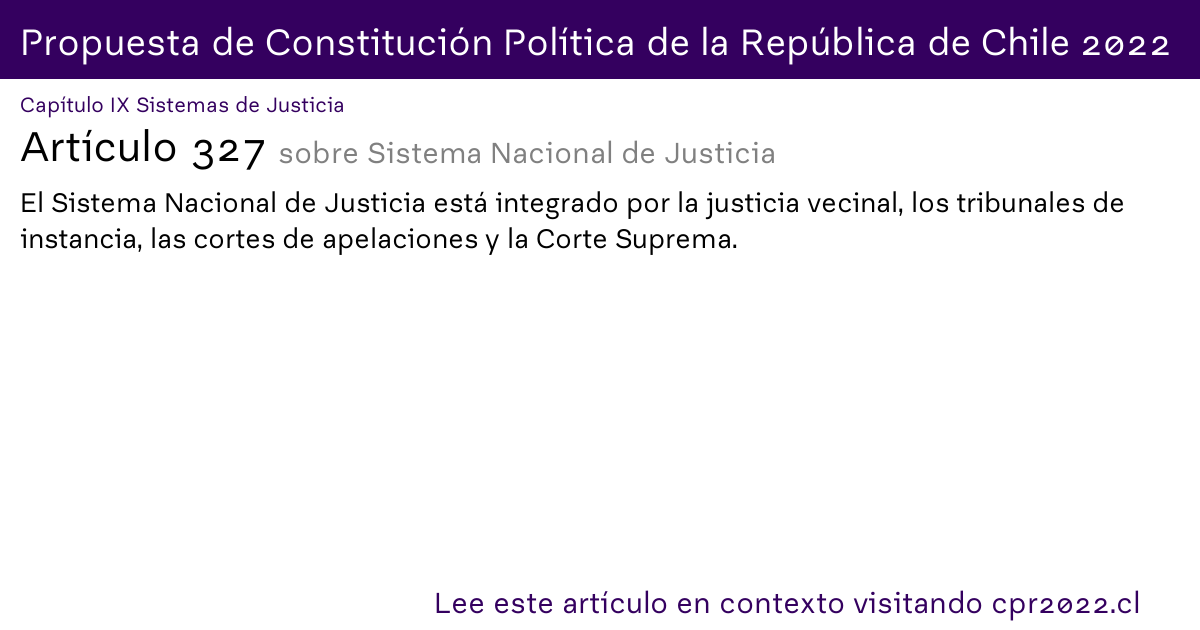 Propuesta de Constitución Política de la República de Chile 2022
Capítulo IX Sistemas de Justicia
Artículo 327 sobre Sistema Nacional de Justicia
El Sistema Nacional de Justicia está integrado por la justicia vecinal, los tribunales de
instancia, las cortes de apelaciones y la Corte Suprema.
Lee este artículo en contexto visitando cpr2022.cl